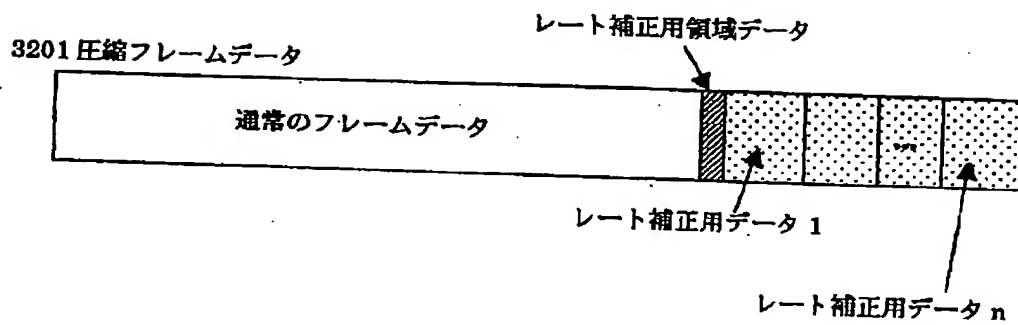 レート補正用領域データ
3201 圧縮フレームデータ
通常のフレームデータ
...
レート補正用データ 1
レート補正用データ n